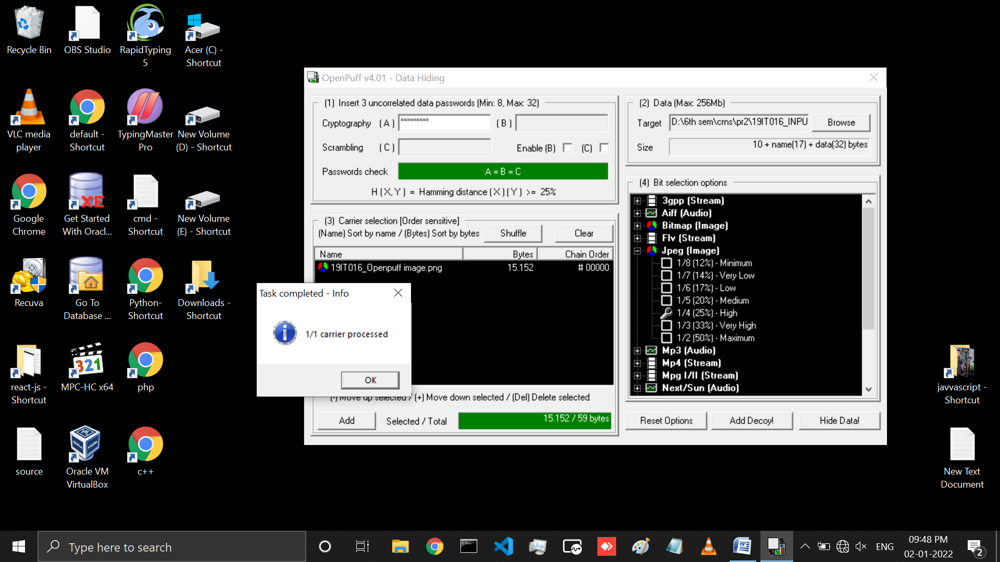 Recycle Bin
OBS Studio
RapidTyping 5
Acer (C) - Shortcut
VLC media player
default - Shortcut
TypingMaster Pro
New Volume (D) - Shortcut
Google Chrome
Get Started With Oracl...
cmd - Shortcut
New Volume (E) - Shortcut
Recuva
Go To Database ...
Python- Shortcut
Downloads - Shortcut
react-js - Shortcut
MPC-HC x64
321
php
source
Oracle VM VirtualBox
c++
javvascript - Shortcut
New Text Document
OpenPuff v4.01 - Data Hiding
(1) Insert 3 uncorrelated data passwords (Min: 8, Max: 32)
Cryptography (A) ********* (B)
Scrambling (C) Enable (B) (C)
Passwords check A = B = C
H (X,Y) = Hamming distance (X)(Y) >= 25%
(2) Data (Max: 256Mb)
Target D:\6th sem\crns\pr2\19IT016_INPU Browse
Size 10 + name(17) + data(32) bytes
(3) Carrier selection [Order sensitive]
(Name) Sort by name / (Bytes) Sort by bytes Shuffle Clear
Name Bytes Chain Order
19IT016_Openpuff image.png 15.152 # 00000
(-) Move up selected / (+) Move down selected / (Del) Delete selected
Add Selected / Total 15.152 / 59 bytes
(4) Bit selection options
3gpp (Stream)
Aiff (Audio)
Bitmap (Image)
Flv (Stream)
Jpeg (Image)
1/8 (12%) - Minimum
1/7 (14%) - Very Low
1/6 (17%) - Low
1/5 (20%) - Medium
1/4 (25%) - High
1/3 (33%) - Very High
1/2 (50%) - Maximum
Mp3 (Audio)
Mp4 (Stream)
Mpg I/II (Stream)
Next/Sun (Audio)
Reset Options Add Decoy! Hide Data!
Task completed - Info
1/1 carrier processed
OK
Type here to search
ENG
09:48 PM
02-01-2022
2